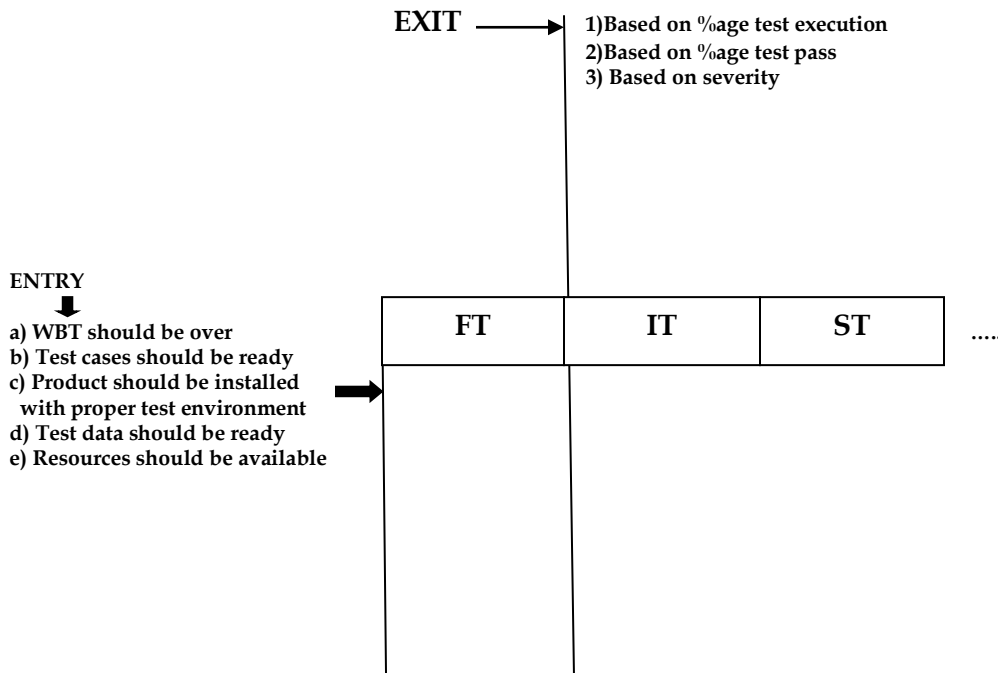 EXIT
1)Based on %age test execution
2)Based on %age test pass
3) Based on severity
ENTRY
a) WBT should be over
b) Test cases should be ready
c) Product should be installed
with proper test environment
d) Test data should be ready
e) Resources should be available
FT
IT
ST
.....